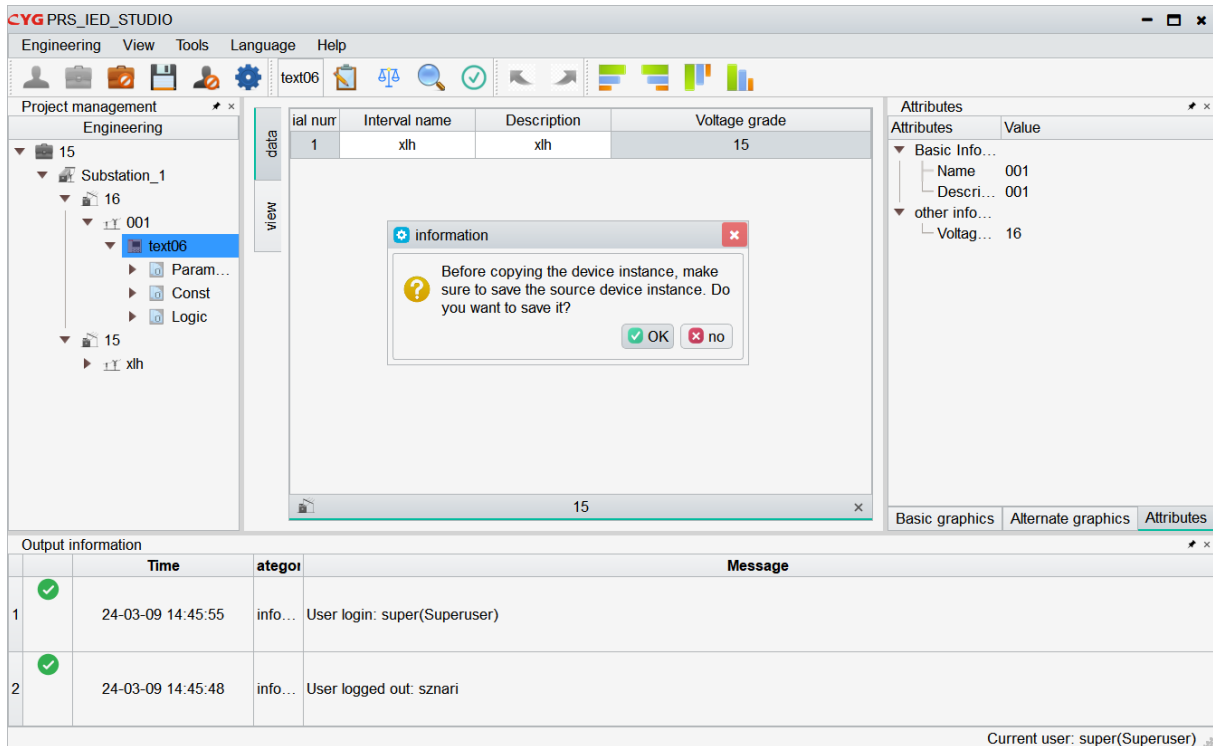 CYG PRS_IED_STUDIO
Engineering View Tools Language Help
text06
Project management
Engineering
15
Substation_1
16
001
text06
Param...
Const
Logic
15
xlh
data
view
ial num Interval name Description Voltage grade
1 xlh xlh 15
information
Before copying the device instance, make
sure to save the source device instance. Do
you want to save it?
OK no
15
Attributes
Attributes Value
Basic Info...
Name 001
Descri... 001
other info...
Voltag... 16
Basic graphics Alternate graphics Attributes
Output information
Time ategor Message
1 24-03-09 14:45:55 info... User login: super(Superuser)
2 24-03-09 14:45:48 info... User logged out: sznari
Current user: super(Superuser)